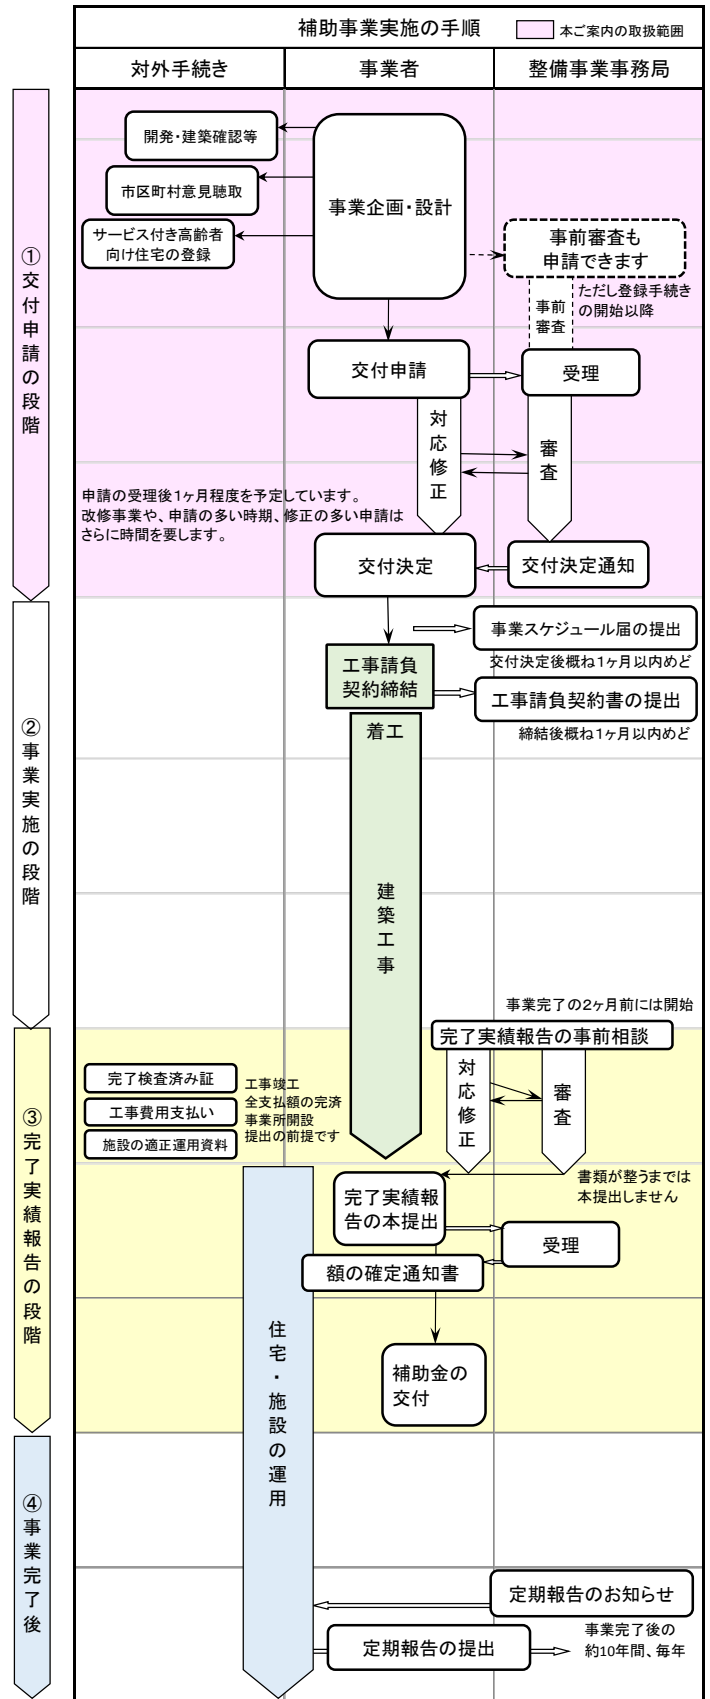 補助事業実施の手順
本ご案内の取扱範囲
対外手続き
事業者
整備事業事務局
①交付申請の段階
開発・建築確認等
市区町村意見聴取
サービス付き高齢者
向け住宅の登録
事業企画・設計
事前審査も
申請できます
ただし登録手続き
の開始以降
事前
審査
交付申請
受理
対応修正
審査
申請の受理後1ヶ月程度を予定しています。
改修事業や、申請の多い時期、修正の多い申請は
さらに時間を要します。
交付決定
交付決定通知
②事業実施の段階
事業スケジュール届の提出
交付決定後概ね1ヶ月以内めど
工事請負
契約締結
工事請負契約書の提出
締結後概ね1ヶ月以内めど
着工
建築工事
事業完了の2ヶ月前には開始
完了実績報告の事前相談
③完了実績報告の段階
完了検査済み証
工事費用支払い
施設の適正運用資料
工事竣工
全支払額の完済
事業所開設
提出の前提です
対応修正
審査
書類が整うまでは
本提出しません
完了実績報
告の本提出
受理
額の確定通知書
住宅・施設の運用
補助金の
交付
④事業完了後
定期報告のお知らせ
定期報告の提出
事業完了後の
約10年間、毎年